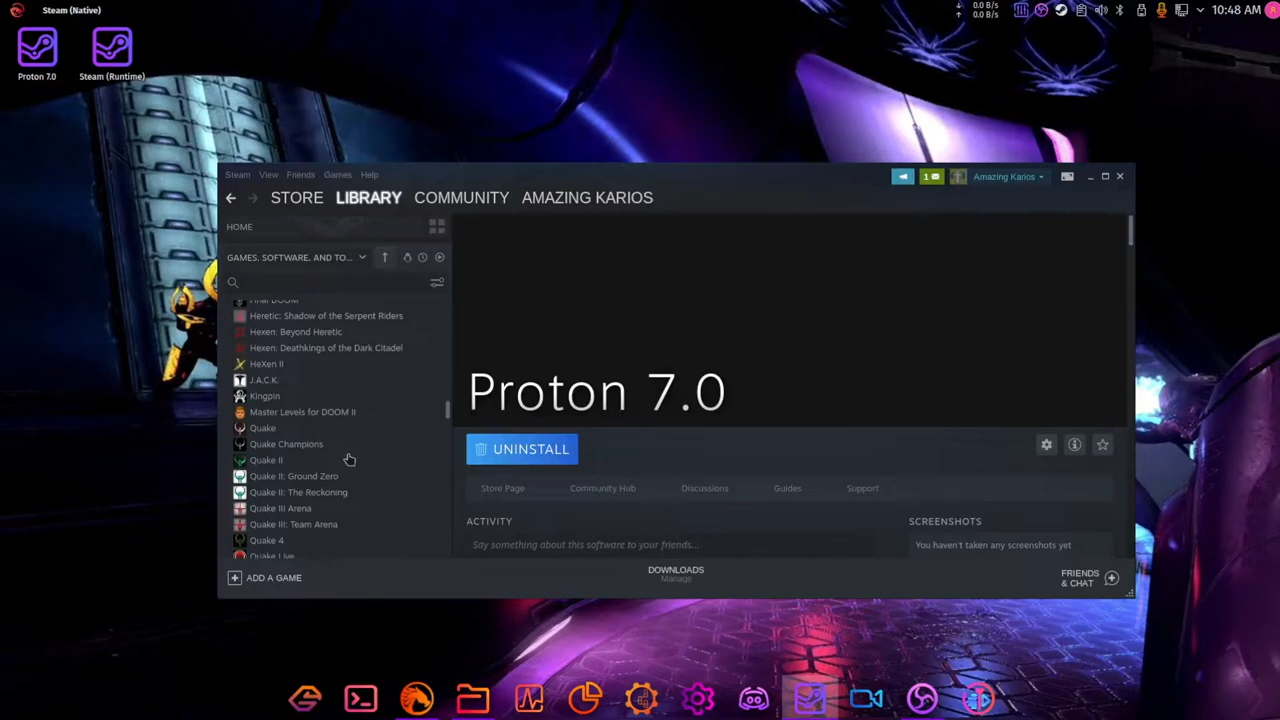 Steam (Native)
0.0 B/s
0.0 B/s
10:48 AM
Proton 7.0
Steam (Runtime)
Steam View Friends Games Help
1
Amazing Karios
STORE LIBRARY COMMUNITY AMAZING KARIOS
HOME
GAMES, SOFTWARE, AND TO...
Final DOOM
Heretic: Shadow of the Serpent Riders
Hexen: Beyond Heretic
Hexen: Deathkings of the Dark Citadel
HeXen II
J.A.C.K.
Kingpin
Master Levels for DOOM II
Quake
Quake Champions
Quake II
Quake II: Ground Zero
Quake II: The Reckoning
Quake III Arena
Quake III: Team Arena
Quake 4
Quake Live
Proton 7.0
UNINSTALL
Store Page Community Hub Discussions Guides Support
ACTIVITY
Say something about this software to your friends...
SCREENSHOTS
You haven't taken any screenshots yet
ADD A GAME
DOWNLOADS
Manage
FRIENDS
& CHAT